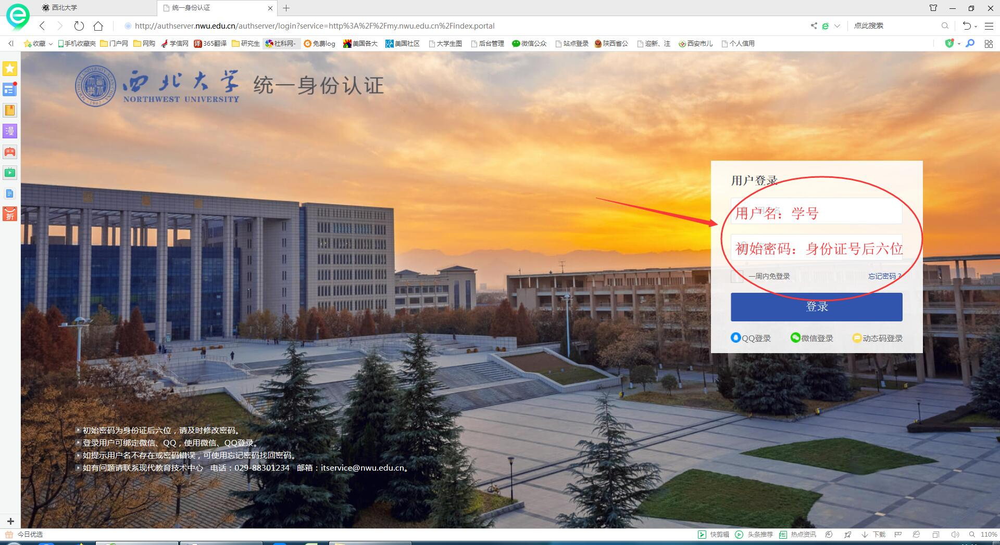 西北大学
统一身份认证
http://authserver.nwu.edu.cn/authserver/login?service=http%3A%2F%2Fmy.nwu.edu.cn%2Findex.portal
点此搜索
收藏 手机收藏夹 门户网 网购 学信网 译 365翻译 研究生 社科网- 免费log 美国各大 美国社区 大学生图 后台管理 微信公众 站点登录 陕西省公 迎新、注 西安市儿 个人信用
漫
折
西北大学 统一身份认证
NORTHWEST UNIVERSITY
用户登录
用户名：学号
初始密码：身份证号后六位
一周内免登录 忘记密码？
登录
QQ登录 微信登录 动态码登录
初始密码为身份证后六位，请及时修改密码。
登录用户可绑定微信、QQ，使用微信、QQ登录。
如提示用户名不存在或密码错误，可使用忘记密码找回密码。
如有问题请联系现代教育技术中心 电话：029-88301234 邮箱：itservice@nwu.edu.cn。
今日优选 快剪辑 头条推荐 热点资讯 下载 110%